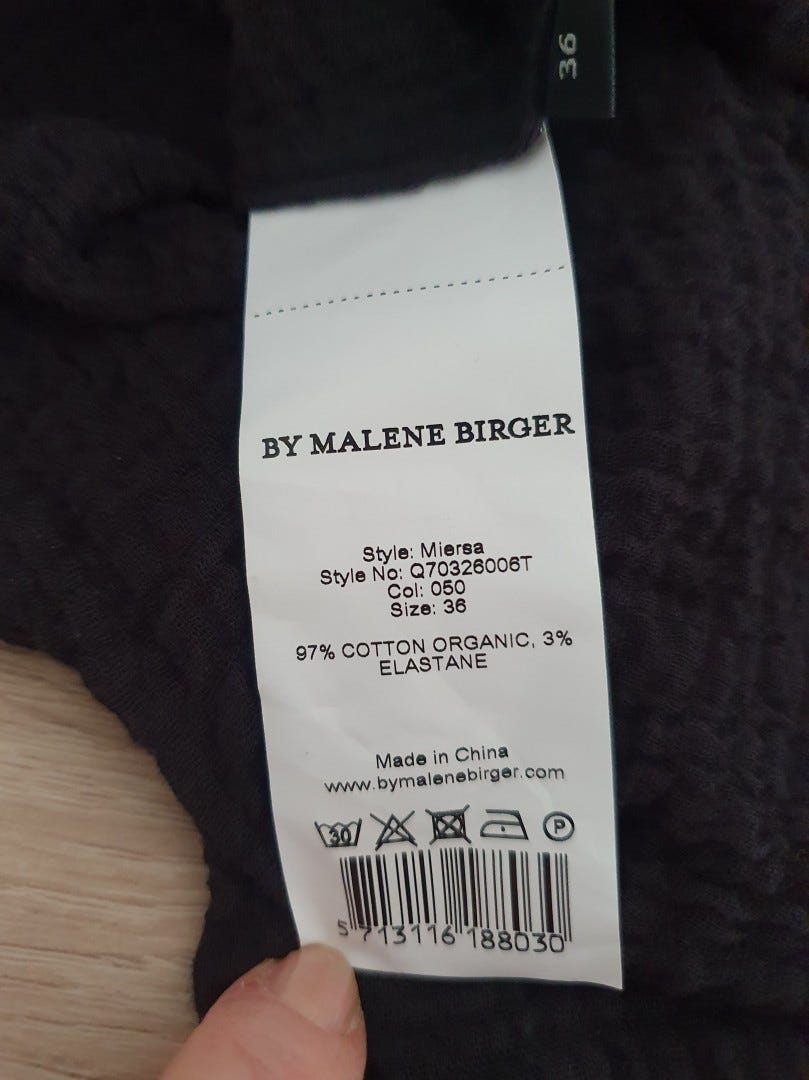 36
BY MALENE BIRGER
Style: Miersa
Style No: Q70326006T
Col: 050
Size: 36
97% COTTON ORGANIC, 3%
ELASTANE
Made in China
www.bymalenebirger.com
30 P
5 713116 188030